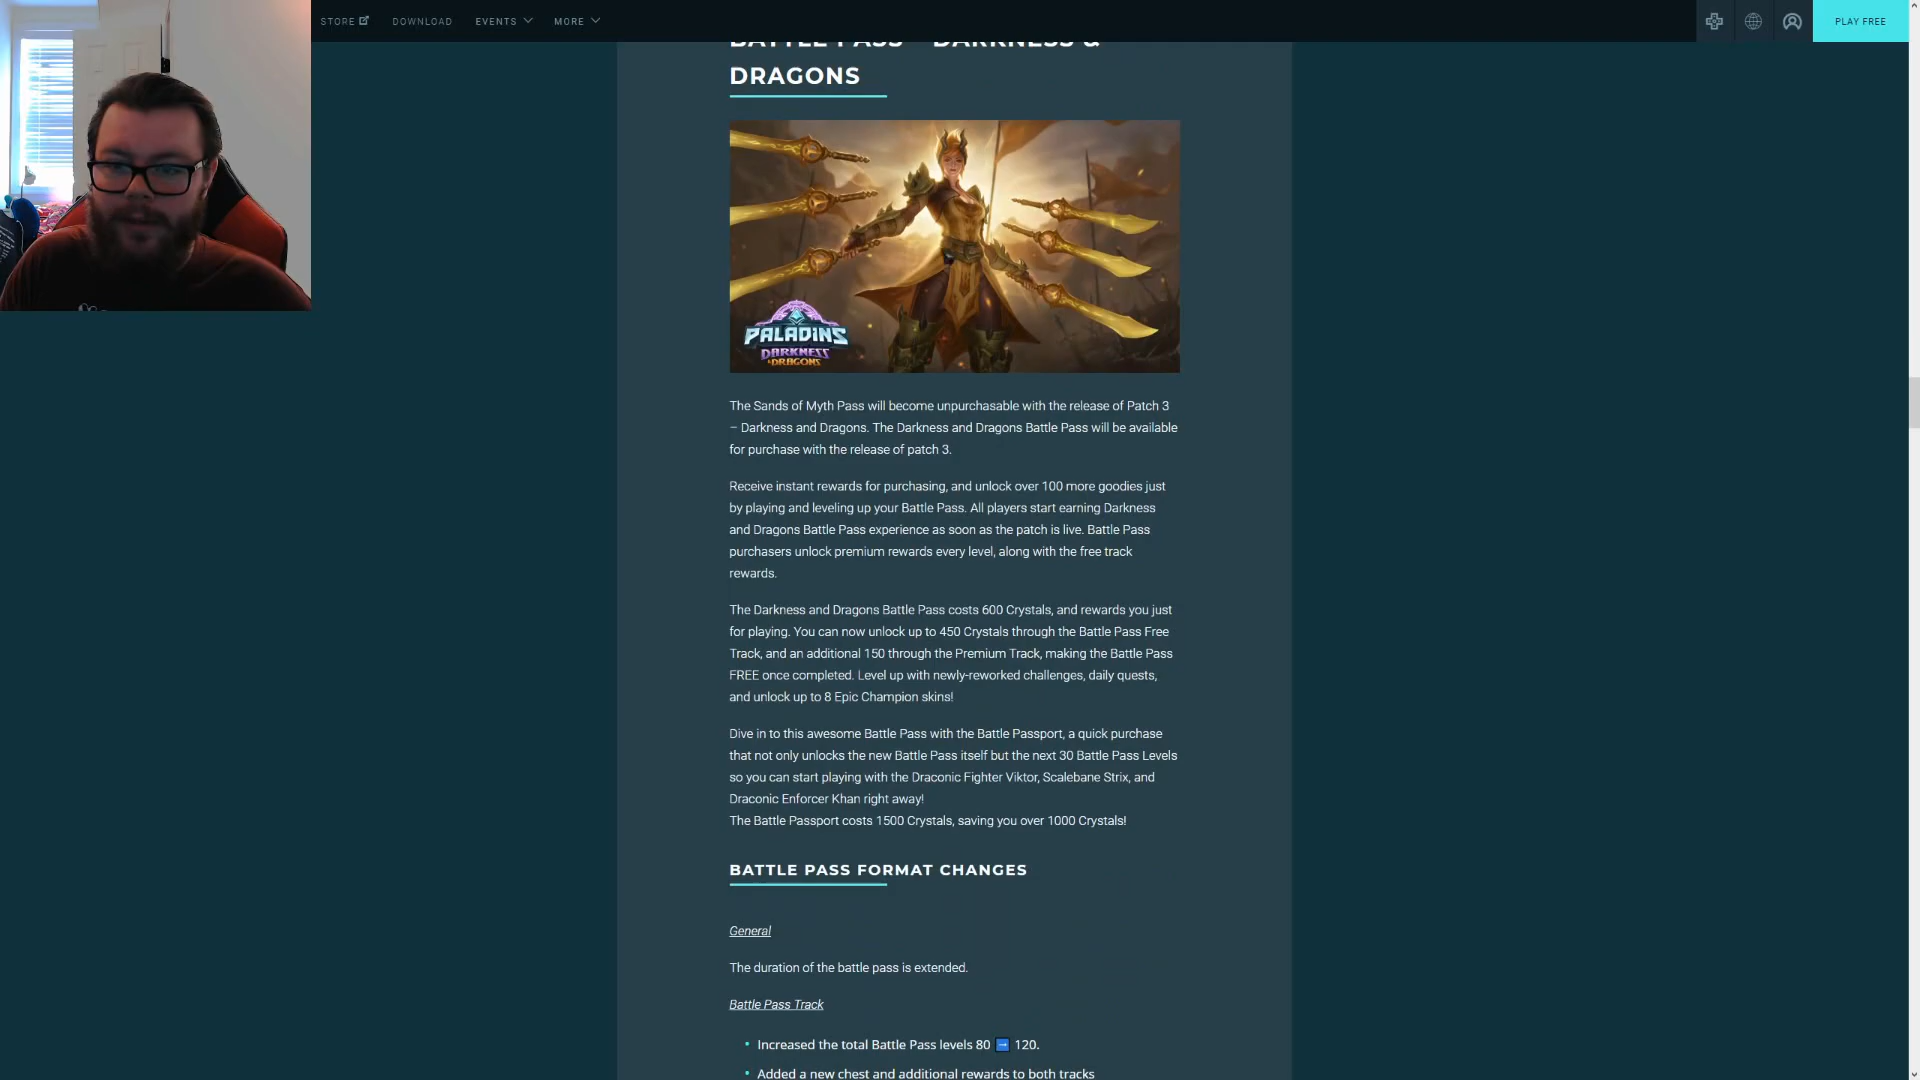 STORE DOWNLOAD EVENTS MORE PLAY FREE
BATTLE PASS – DARKNESS &
DRAGONS
PALADINS
DARKNESS
& DRAGONS
The Sands of Myth Pass will become unpurchasable with the release of Patch 3
– Darkness and Dragons. The Darkness and Dragons Battle Pass will be available
for purchase with the release of patch 3.
Receive instant rewards for purchasing, and unlock over 100 more goodies just
by playing and leveling up your Battle Pass. All players start earning Darkness
and Dragons Battle Pass experience as soon as the patch is live. Battle Pass
purchasers unlock premium rewards every level, along with the free track
rewards.
The Darkness and Dragons Battle Pass costs 600 Crystals, and rewards you just
for playing. You can now unlock up to 450 Crystals through the Battle Pass Free
Track, and an additional 150 through the Premium Track, making the Battle Pass
FREE once completed. Level up with newly-reworked challenges, daily quests,
and unlock up to 8 Epic Champion skins!
Dive in to this awesome Battle Pass with the Battle Passport, a quick purchase
that not only unlocks the new Battle Pass itself but the next 30 Battle Pass Levels
so you can start playing with the Draconic Fighter Viktor, Scalebane Strix, and
Draconic Enforcer Khan right away!
The Battle Passport costs 1500 Crystals, saving you over 1000 Crystals!
BATTLE PASS FORMAT CHANGES
General
The duration of the battle pass is extended.
Battle Pass Track
• Increased the total Battle Pass levels 80 ➡ 120.
• Added a new chest and additional rewards to both tracks